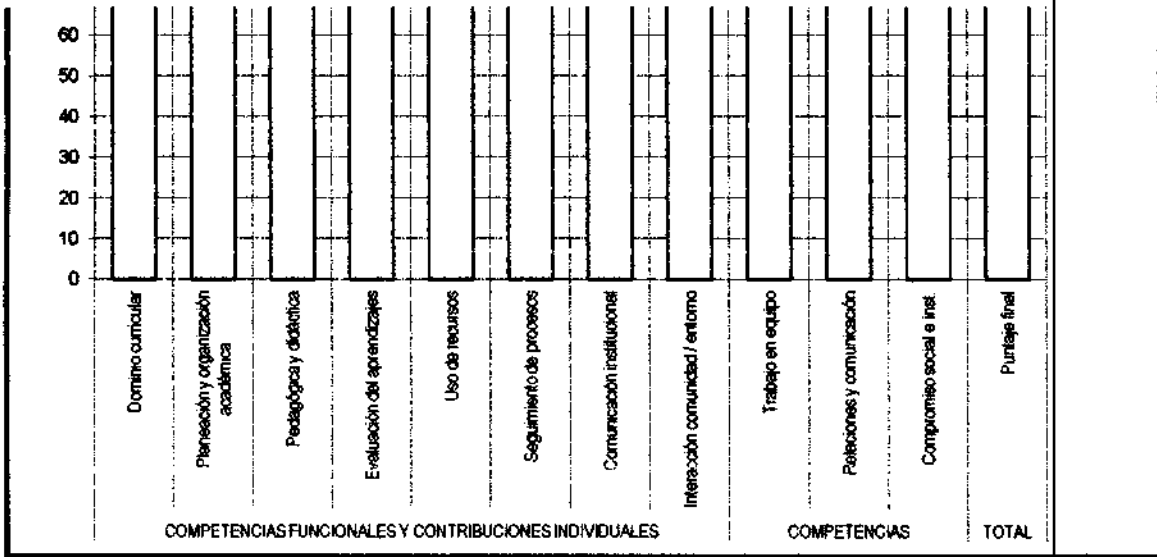 60
50
40
30
20
10
0
Dominio curricular
Planeación y organización
académica
Pedagógica y didáctica
Evaluación del aprendizajes
Uso de recursos
Seguimiento de procesos
Comunicación institucional
Interacción comunidad / entorno
Trabajo en equipo
Relaciones y comunicación
Compromiso social e inst.
Puntaje final
COMPETENCIAS FUNCIONALES Y CONTRIBUCIONES INDIVIDUALES
COMPETENCIAS
TOTAL